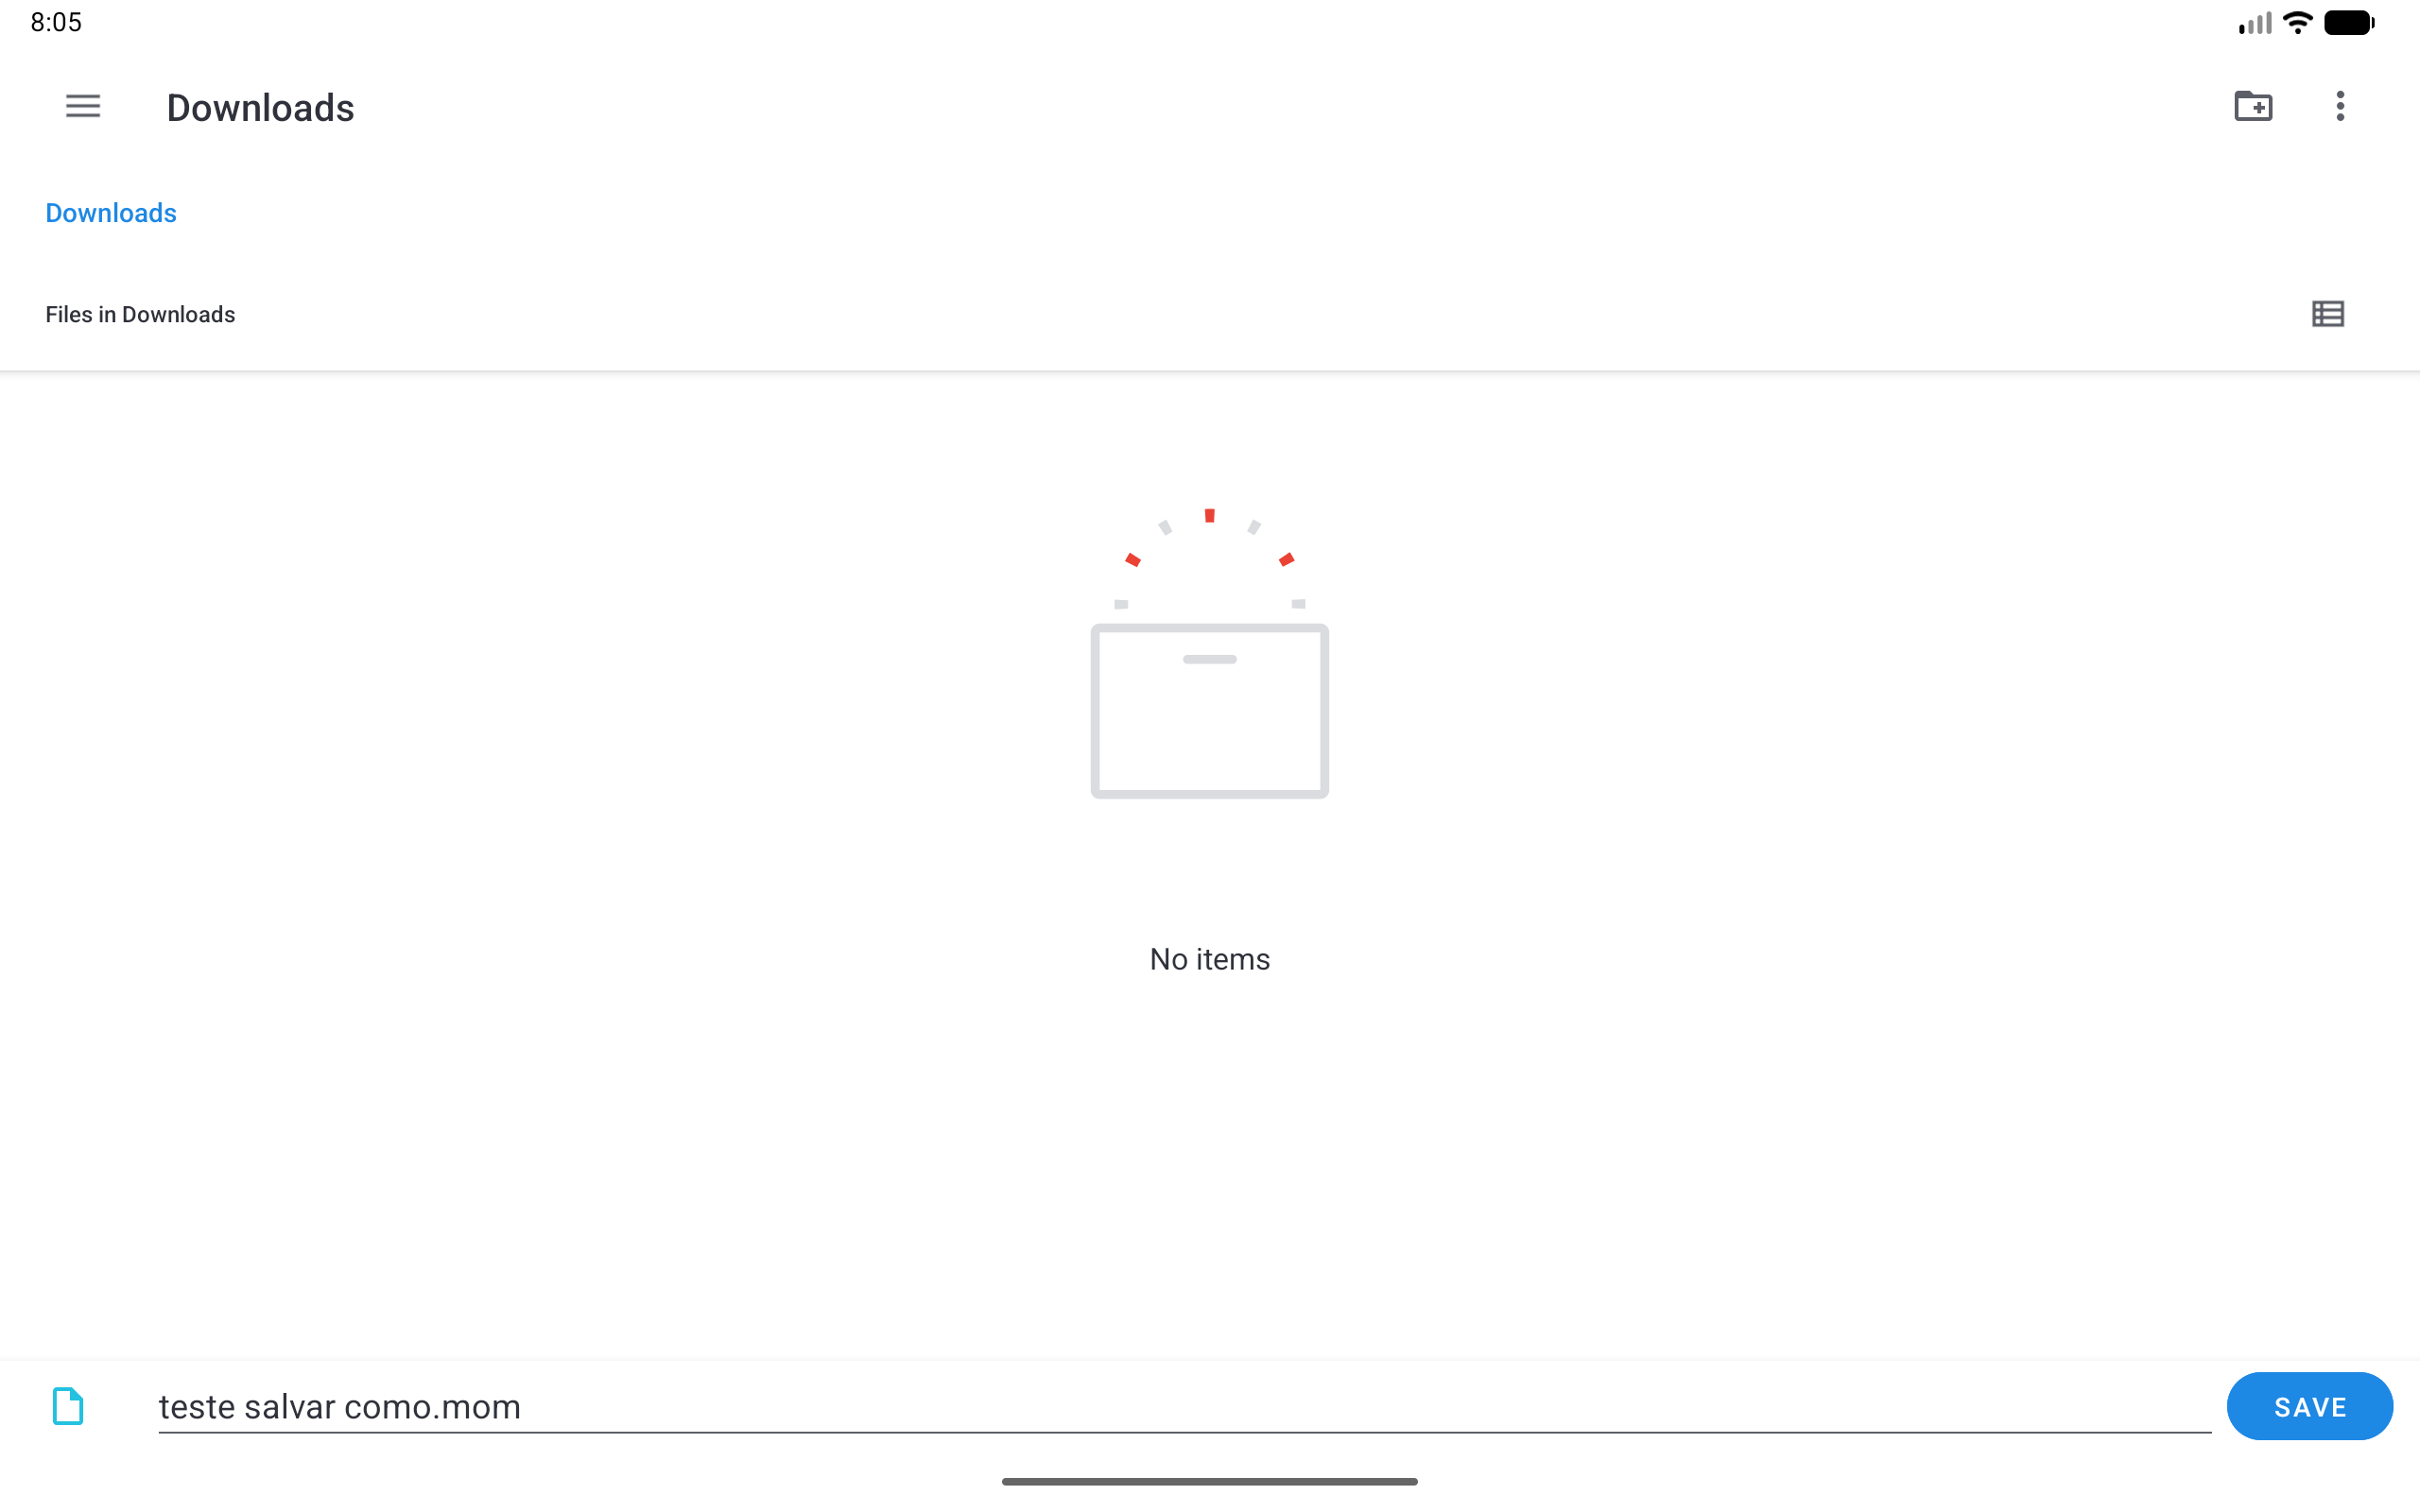 8:05
Downloads
Downloads
Files in Downloads
No items
teste salvar como.mom
SAVE